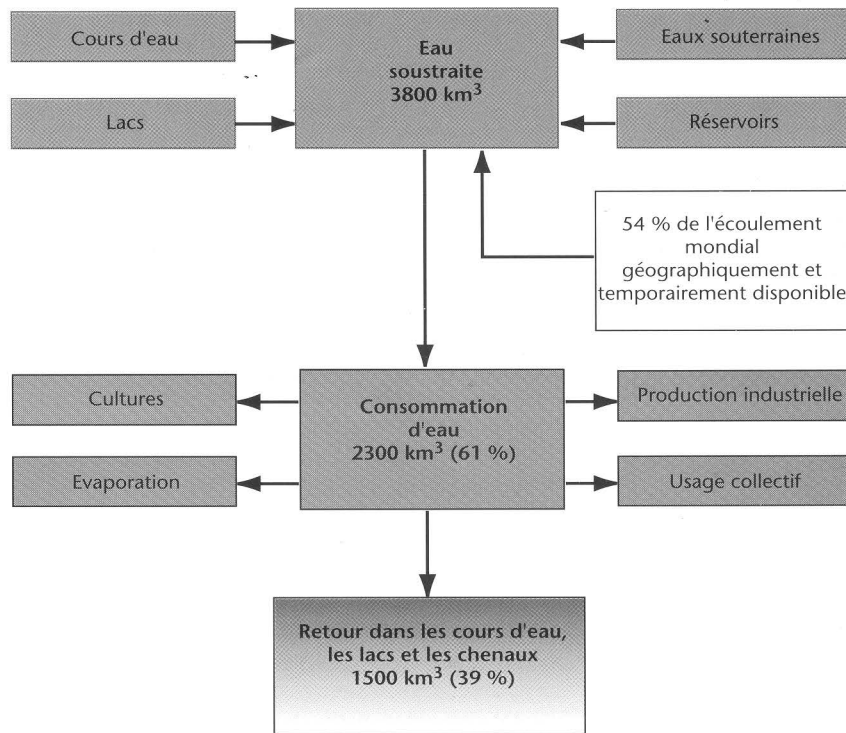 Cours d'eau
Eau
soustraite
3800 km³
Eaux souterraines
Lacs
Réservoirs
54 % de l'écoulement
mondial
géographiquement et
temporairement disponible
Cultures
Consommation
d'eau
2300 km³ (61 %)
Production industrielle
Evaporation
Usage collectif
Retour dans les cours d'eau,
les lacs et les chenaux
1500 km³ (39 %)